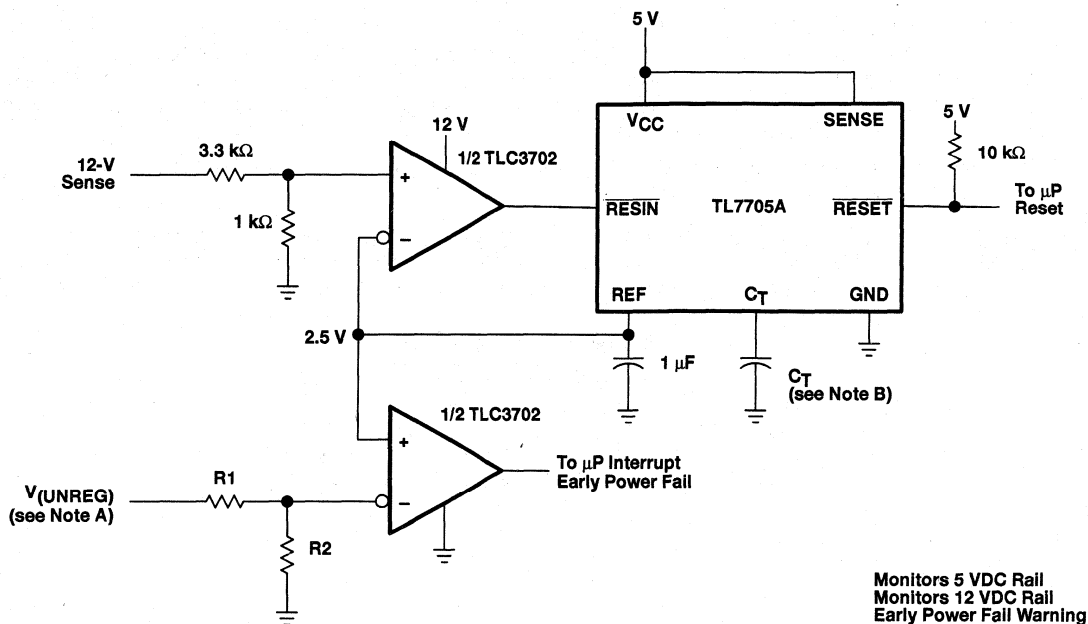 5 V
VCC
SENSE
5 V
10 kΩ
12 V
1/2 TLC3702
3.3 kΩ
12-V
Sense
+
1 kΩ
–
RESIN
TL7705A
RESET
To μP
Reset
REF
CT
GND
2.5 V
1 μF
CT
(see Note B)
1/2 TLC3702
+
To μP Interrupt
Early Power Fail
R1
V(UNREG)
(see Note A)
–
R2
Monitors 5 VDC Rail
Monitors 12 VDC Rail
Early Power Fail Warning